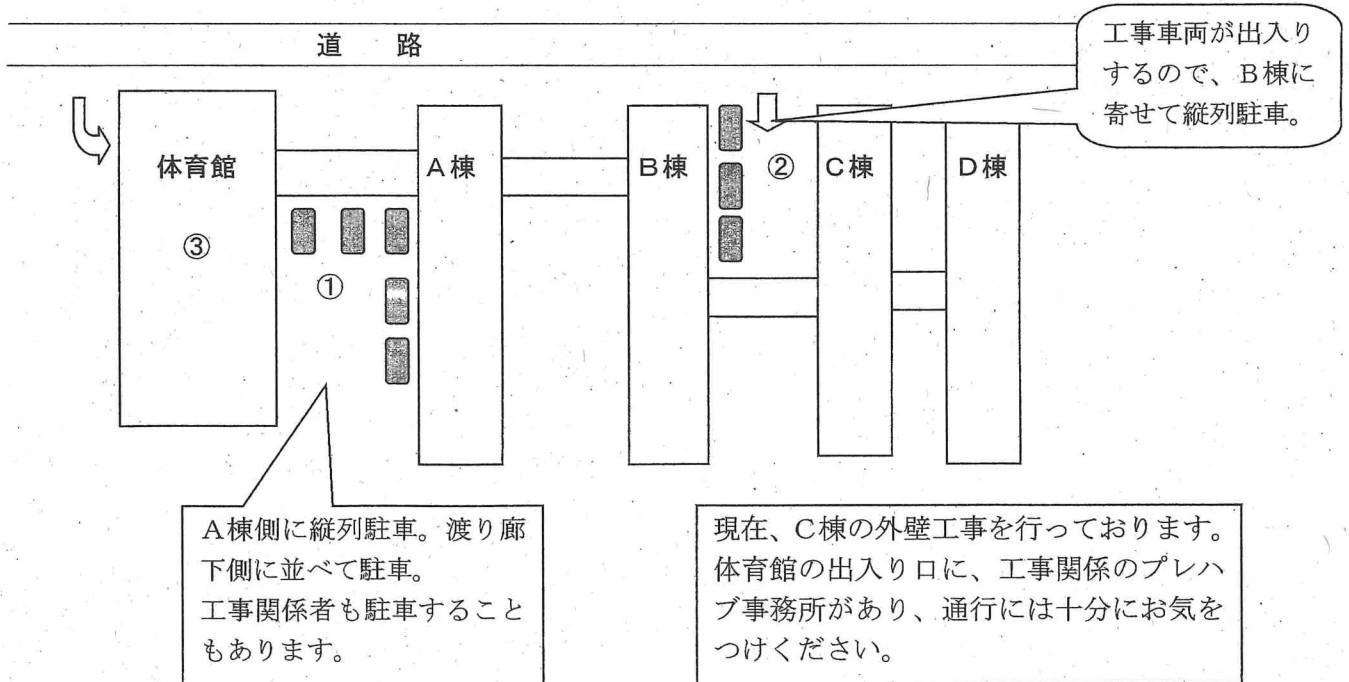 道　路
工事車両が出入り
するので、B棟に
寄せて縦列駐車。
体育館
A棟
B棟
②
C棟
D棟
③
①
A棟側に縦列駐車。渡り廊
下側に並べて駐車。
工事関係者も駐車すること
もあります。
現在、C棟の外壁工事を行っております。
体育館の出入り口に、工事関係のプレハ
ブ事務所があり、通行には十分にお気を
つけください。